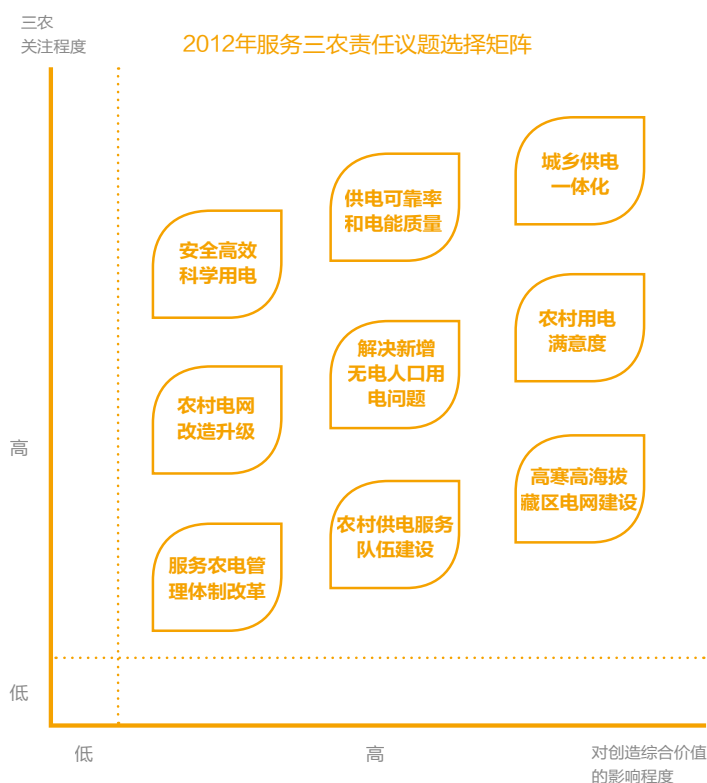 三农
关注程度
2012年服务三农责任议题选择矩阵
城乡供电
一体化
供电可靠率
和电能质量
安全高效
科学用电
农村用电
满意度
解决新增
无电人口用
电问题
农村电网
改造升级
高
高寒高海拔
藏区电网建设
农村供电服务
队伍建设
服务农电管
理体制改革
低
低
高
对创造综合价值
的影响程度